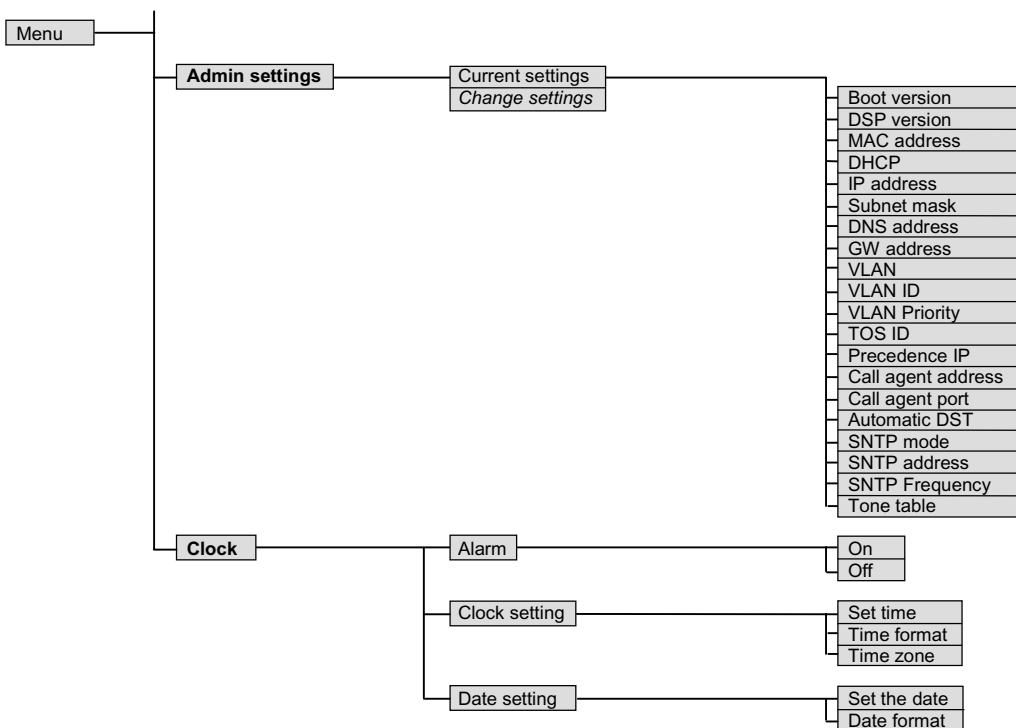 Menu
Admin settings
Current settings
Change settings
Boot version
DSP version
MAC address
DHCP
IP address
Subnet mask
DNS address
GW address
VLAN
VLAN ID
VLAN Priority
TOS ID
Precedence IP
Call agent address
Call agent port
Automatic DST
SNTP mode
SNTP address
SNTP Frequency
Tone table
Clock
Alarm
On
Off
Clock setting
Set time
Time format
Time zone
Date setting
Set the date
Date format